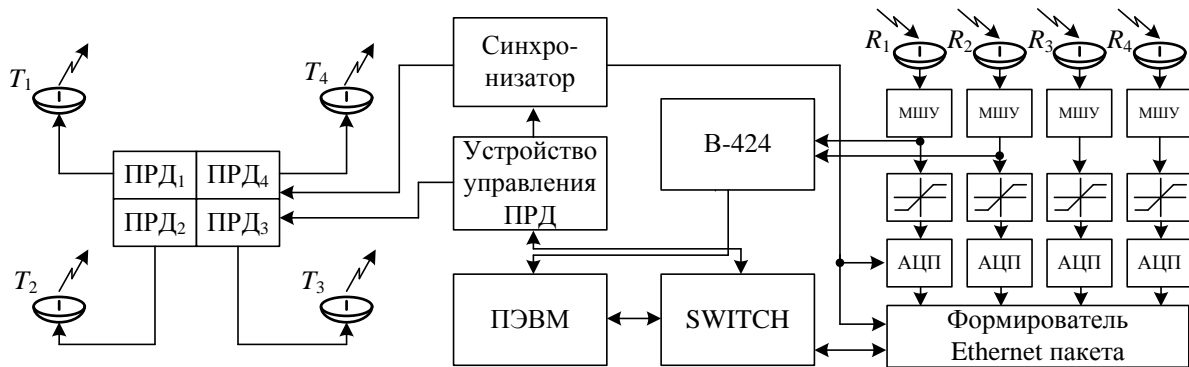 T1
T4
Синхро-
низатор
R1
R2
R3
R4
МШУ
МШУ
МШУ
МШУ
В-424
ПРД1
ПРД4
ПРД2
ПРД3
Устройство
управления
ПРД
АЦП
АЦП
АЦП
АЦП
T2
T3
ПЭВМ
SWITCH
Формирователь
Ethernet пакета